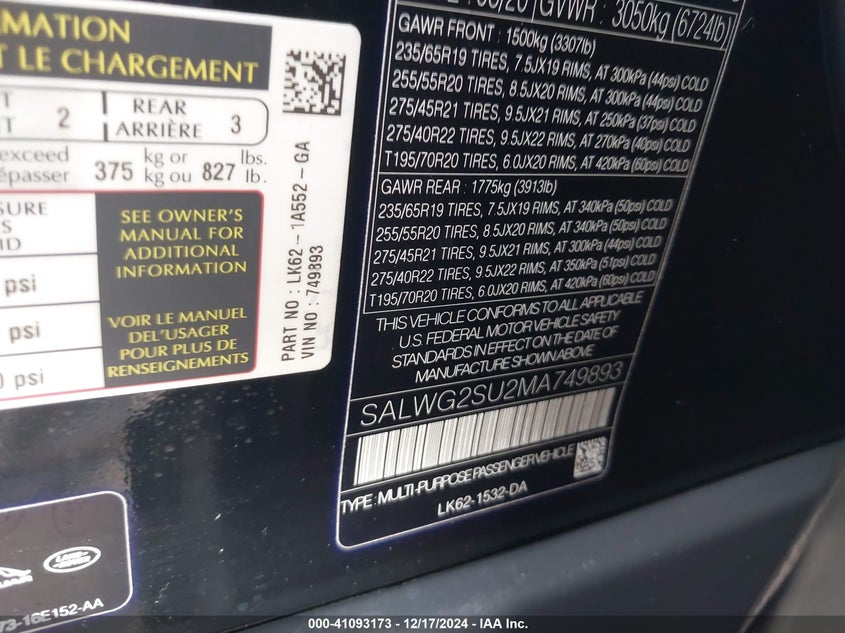 RMATION
T LE CHARGEMENT
2
REAR
ARRIÈRE
3
exceed
375
kg or
kg ou
827
lbs.
lb.
SEE OWNER'S
MANUAL FOR
ADDITIONAL
INFORMATION
psi
psi
psi
VOIR LE MANUEL
DEL'USAGER
POUR PLUS DE
RENSEIGNEMENTS
PART NO : LK62-1A552-GA
VIN NO : 749893
GVWR : 3050kg (6724lb)
GAWR FRONT : 1500kg (3307lb)
235/65R19 TIRES, 7.5JX19 RIMS, AT 300kPa (44psi) COLD
255/55R20 TIRES, 8.5JX20 RIMS, AT 300kPa (44psi) COLD
275/45R21 TIRES, 9.5JX21 RIMS, AT 250kPa (37psi) COLD
275/40R22 TIRES, 9.5JX22 RIMS, AT 270kPa (40psi) COLD
T195/70R20 TIRES, 6.0JX20 RIMS, AT 420kPa (60psi) COLD
GAWR REAR : 1775kg (3913lb)
235/65R19 TIRES, 7.5JX19 RIMS, AT 340kPa (50psi) COLD
255/55R20 TIRES, 8.5JX20 RIMS, AT 340kPa (50psi) COLD
275/45R21 TIRES, 9.5JX21 RIMS, AT 300kPa (44psi) COLD
275/40R22 TIRES, 9.5JX22 RIMS, AT 350kPa (51psi) COLD
T195/70R20 TIRES, 6.0JX20 RIMS, AT 420kPa (60psi) COLD
THIS VEHICLE CONFORMS TO ALL APPLICABLE
U.S. FEDERAL MOTOR VEHICLE SAFETY
STANDARDS IN EFFECT ON THE DATE OF
MANUFACTURE SHOWN ABOVE
SALWG2SU2MA749893
TYPE : MULTI-PURPOSE PASSENGER VEHICLE
LK62-1532-DA
73-16E152-AA
000-41093173 - 12/17/2024 - IAA Inc.